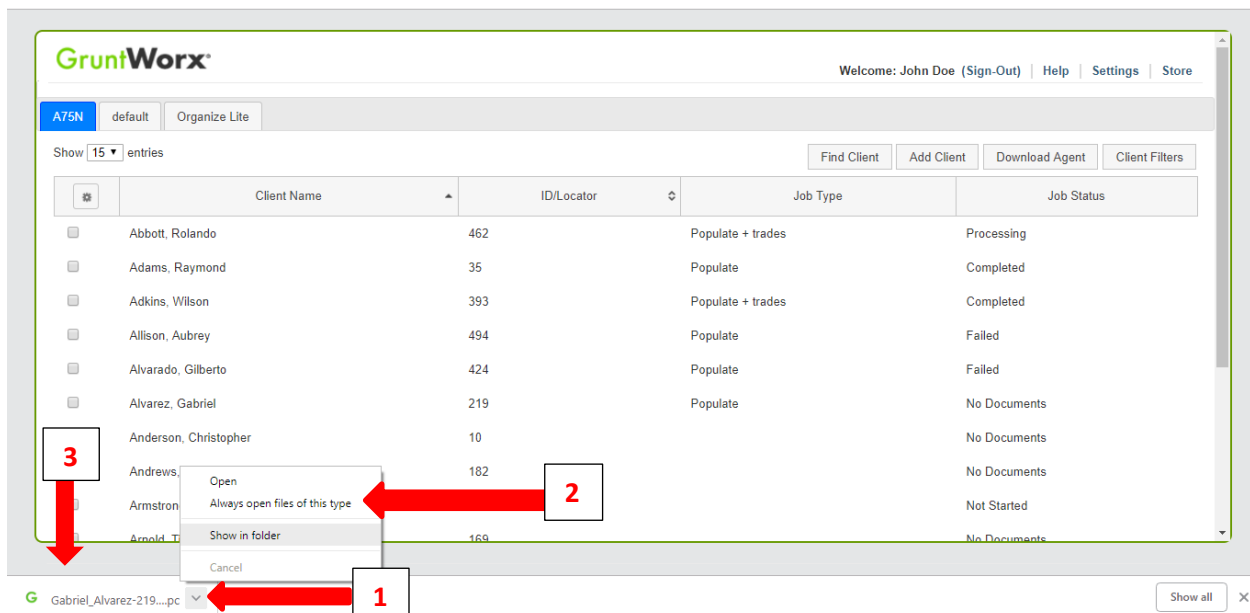 GruntWorx
Welcome: John Doe (Sign-Out) | Help | Settings | Store
A75N default Organize Lite
Show 15 entries Find Client Add Client Download Agent Client Filters
Client Name ID/Locator Job Type Job Status
Abbott, Rolando 462 Populate + trades Processing
Adams, Raymond 35 Populate Completed
Adkins, Wilson 393 Populate + trades Completed
Allison, Aubrey 494 Populate Failed
Alvarado, Gilberto 424 Populate Failed
Alvarez, Gabriel 219 Populate No Documents
Anderson, Christopher 10 No Documents
3
Andrews, 182 No Documents
Open
Always open files of this type 2
Armstron Not Started
Show in folder
Arnold, T 169 No Documents
Cancel
Gabriel_Alvarez-219....pc 1 Show all